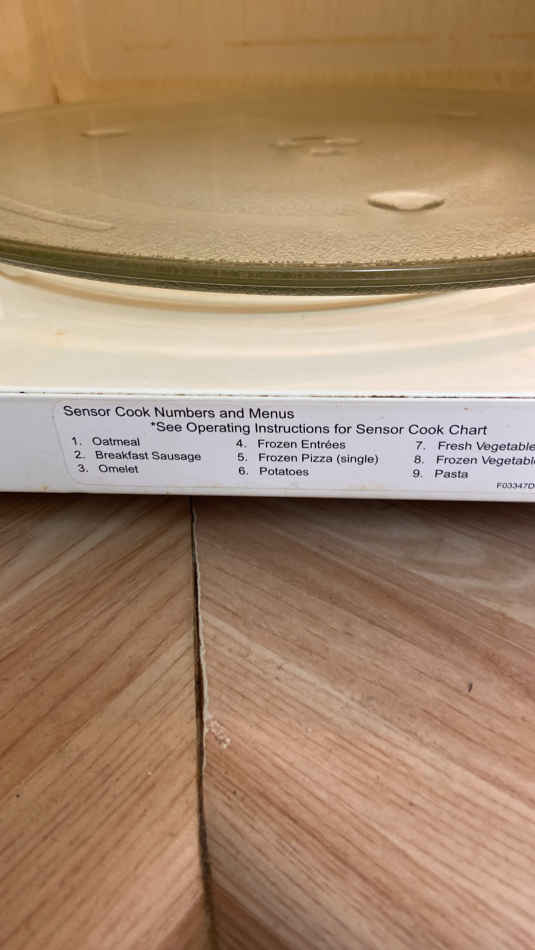 Sensor Cook Numbers and Menus
*See Operating Instructions for Sensor Cook Chart
1. Oatmeal 4. Frozen Entrées 7. Fresh Vegetable
2. Breakfast Sausage 5. Frozen Pizza (single) 8. Frozen Vegetabl
3. Omelet 6. Potatoes 9. Pasta
F03347D